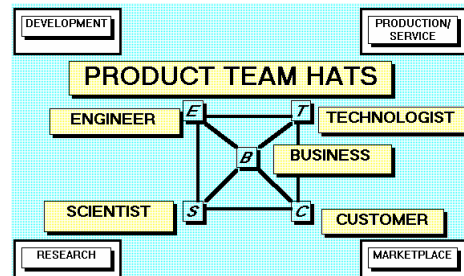 DEVELOPMENT
PRODUCTION/
SERVICE
PRODUCT TEAM HATS
ENGINEER
E
T
TECHNOLOGIST
B
BUSINESS
SCIENTIST
S
C
CUSTOMER
RESEARCH
MARKETPLACE